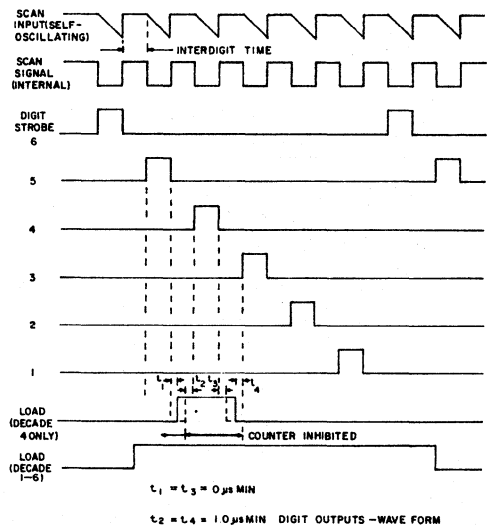 SCAN
INPUT(SELF-
OSCILLATING)
INTERDIGIT TIME
SCAN
SIGNAL
(INTERNAL)
DIGIT
STROBE
6
5
4
3
2
1
t1 t2 t3 t4
LOAD
(DECADE
4 ONLY)
COUNTER INHIBITED
LOAD
(DECADE
1-6)
t1 = t3 = 0 µs MIN
t2 = t4 = 1.0 µs MIN DIGIT OUTPUTS - WAVE FORM